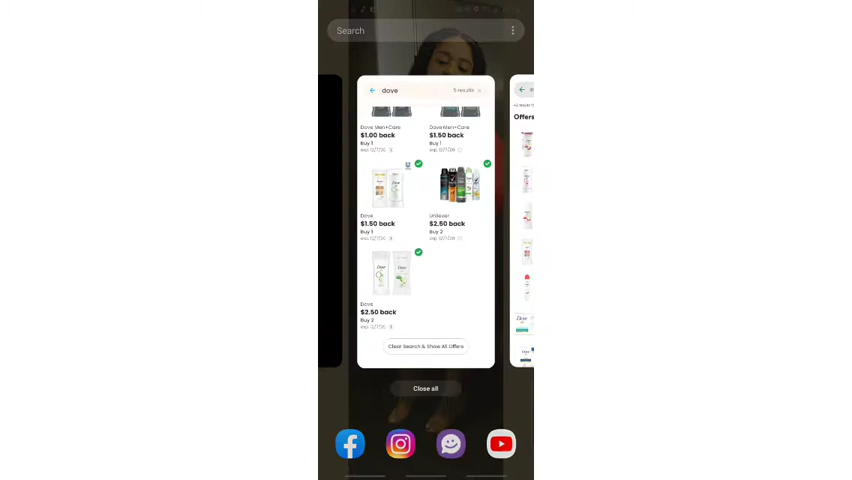 Search
dove
5 results
Offers
Dove Men+Care
$1.00 back
Buy 1
Dove Men+Care
$1.50 back
Buy 1
Dove
$1.50 back
Buy 1
Unilever
$2.50 back
Buy 2
Dove
$2.50 back
Buy 2
Clear Search & Show All Offers
Close all